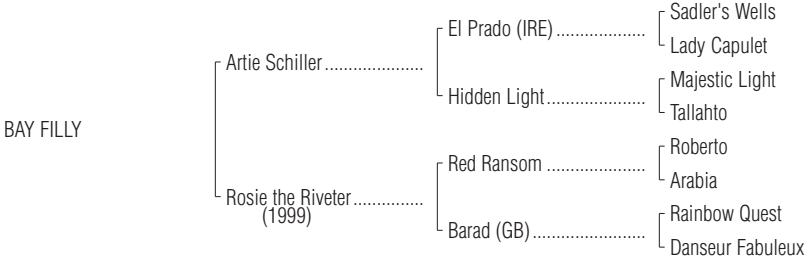 Sadler's Wells
El Prado (IRE)....................
Lady Capulet
Artie Schiller.....................
Majestic Light
Hidden Light.....................
Tallahto
BAY FILLY
Roberto
Red Ransom .....................
Arabia
Rosie the Riveter...............
(1999)
Rainbow Quest
Barad (GB)........................
Danseur Fabuleux